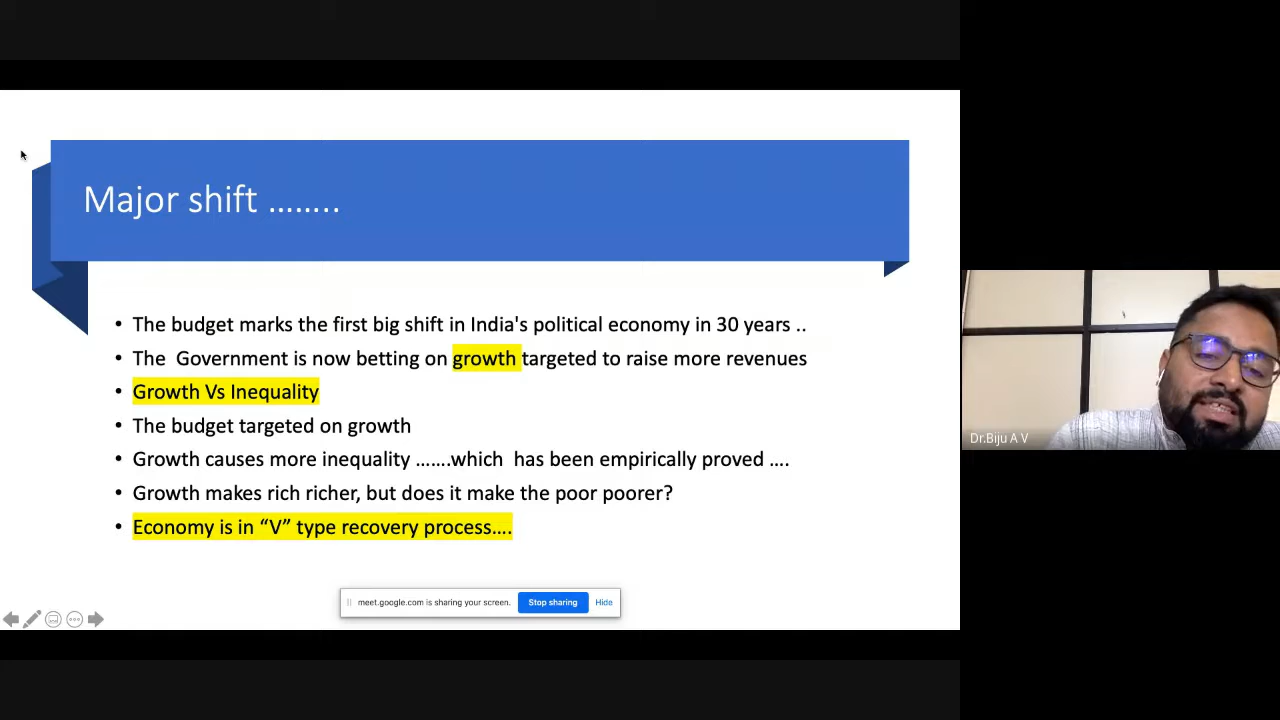 Major shift ……..
• The budget marks the first big shift in India's political economy in 30 years ..
• The  Government is now betting on growth targeted to raise more revenues
• Growth Vs Inequality
• The budget targeted on growth
• Growth causes more inequality …….which  has been empirically proved ….
• Growth makes rich richer, but does it make the poor poorer?
• Economy is in “V” type recovery process….
Dr.Biju A V
meet.google.com is sharing your screen. Stop sharing Hide